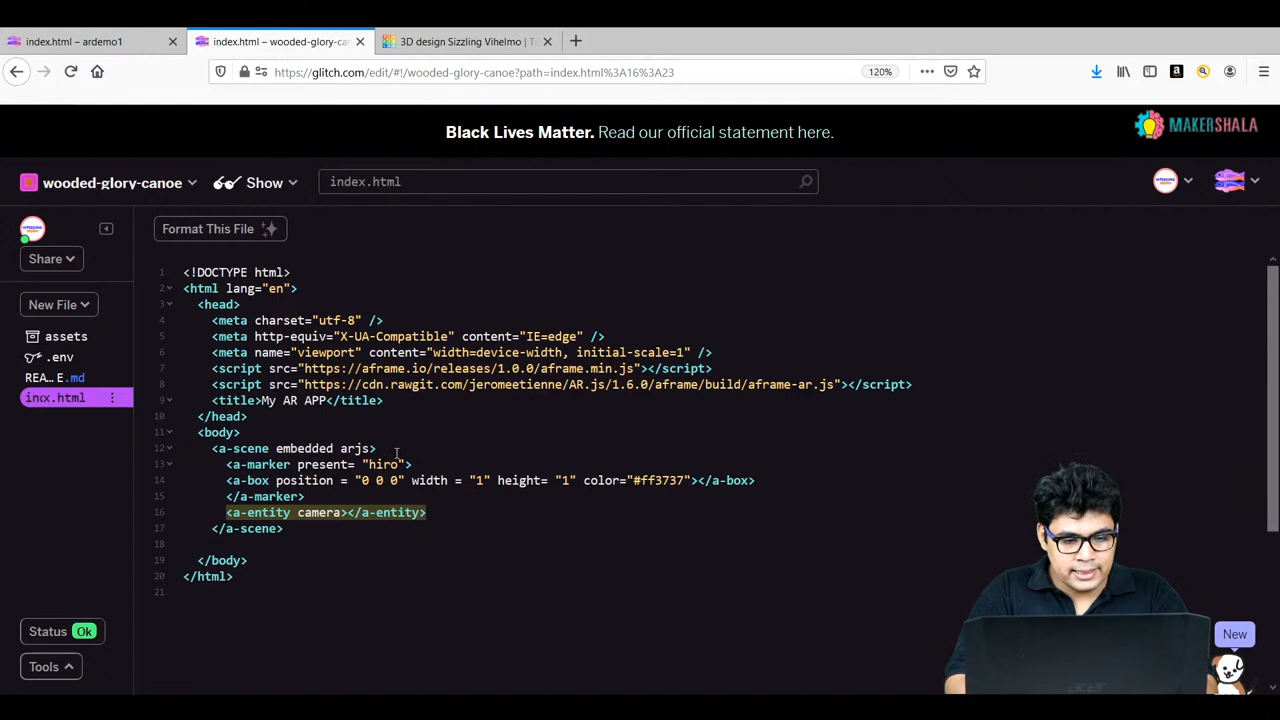 index.html – ardemo1
index.html – wooded-glory-ca
3D design Sizzling Vihelmo | T
https://glitch.com/edit/#!/wooded-glory-canoe?path=index.html%3A16%3A23
120%
Black Lives Matter. Read our official statement here.
MAKERSHALA
wooded-glory-canoe
Show
index.html
Format This File
Share
New File
assets
.env
REA… E.md
index.html
1 <!DOCTYPE html>
2 <html lang="en">
3 <head>
4 <meta charset="utf-8" />
5 <meta http-equiv="X-UA-Compatible" content="IE=edge" />
6 <meta name="viewport" content="width=device-width, initial-scale=1" />
7 <script src="https://aframe.io/releases/1.0.0/aframe.min.js"></script>
8 <script src="https://cdn.rawgit.com/jeromeetienne/AR.js/1.6.0/aframe/build/aframe-ar.js"></script>
9 <title>My AR APP</title>
10 </head>
11 <body>
12 <a-scene embedded arjs>
13 <a-marker present= "hiro">
14 <a-box position = "0 0 0" width = "1" height= "1" color="#ff3737"></a-box>
15 </a-marker>
16 <a-entity camera></a-entity>
17 </a-scene>
18
19 </body>
20 </html>
21
Status Ok
Tools
New